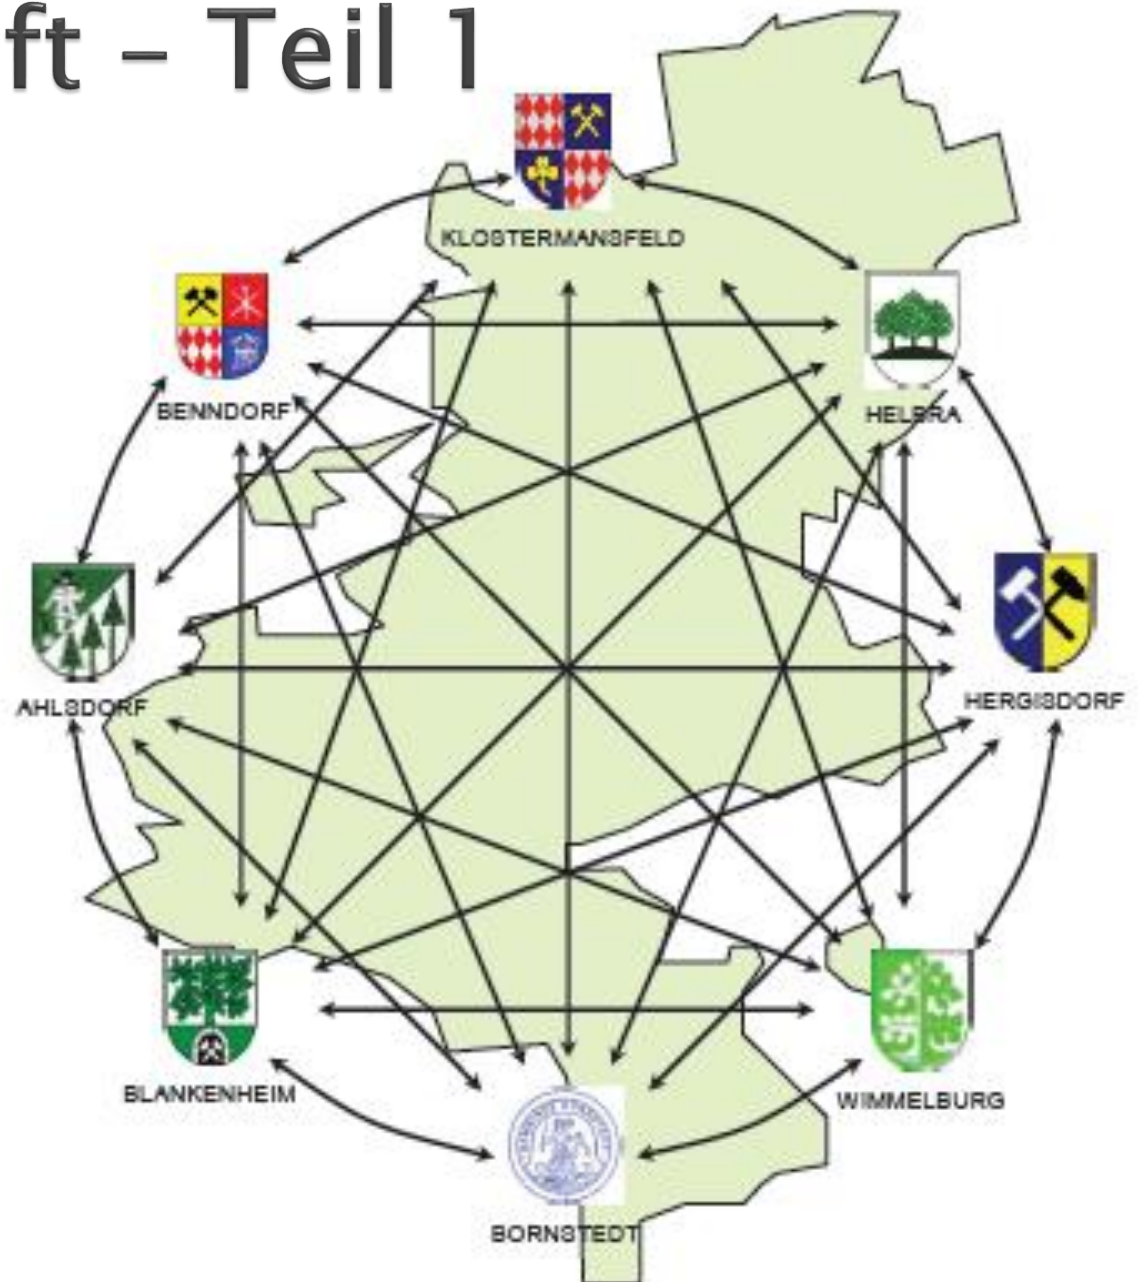 ft – Teil 1
KLOSTERMANSFELD
BENNDORF
HELBRA
AHLSDORF
HERGISDORF
BLANKENHEIM
WIMMELBURG
BORNSTEDT